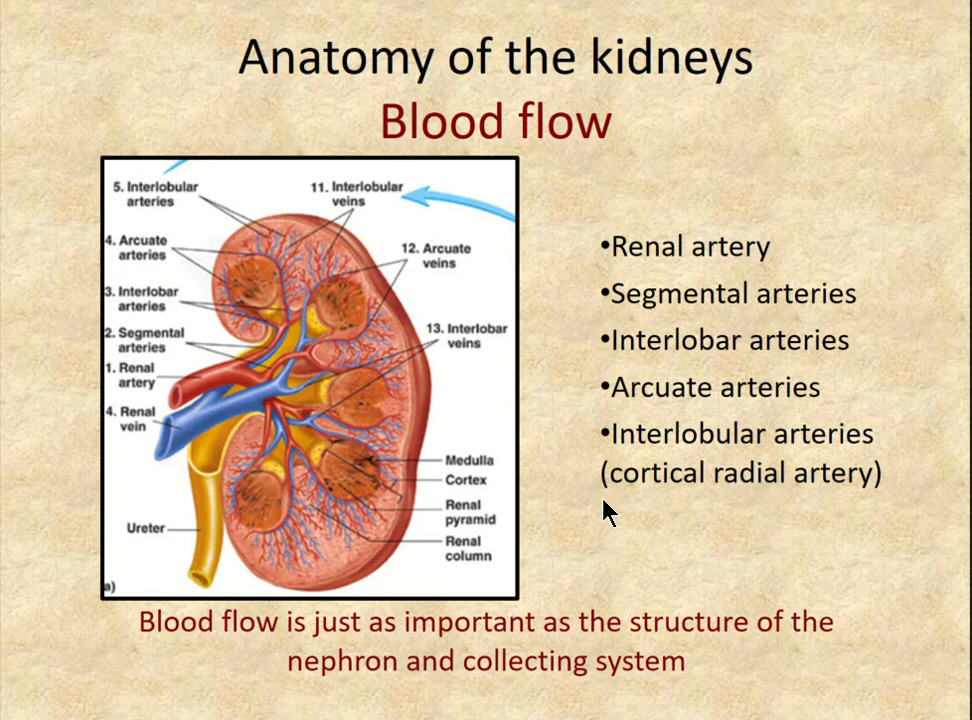 Anatomy of the kidneys
Blood flow
5. Interlobular
arteries
11. Interlobular
veins
4. Arcuate
arteries
12. Arcuate
veins
3. Interlobar
arteries
2. Segmental
arteries
13. Interlobar
veins
1. Renal
artery
4. Renal
vein
Medulla
Cortex
Renal
pyramid
Ureter
Renal
column
a)
•Renal artery
•Segmental arteries
•Interlobar arteries
•Arcuate arteries
•Interlobular arteries
(cortical radial artery)
Blood flow is just as important as the structure of the
nephron and collecting system